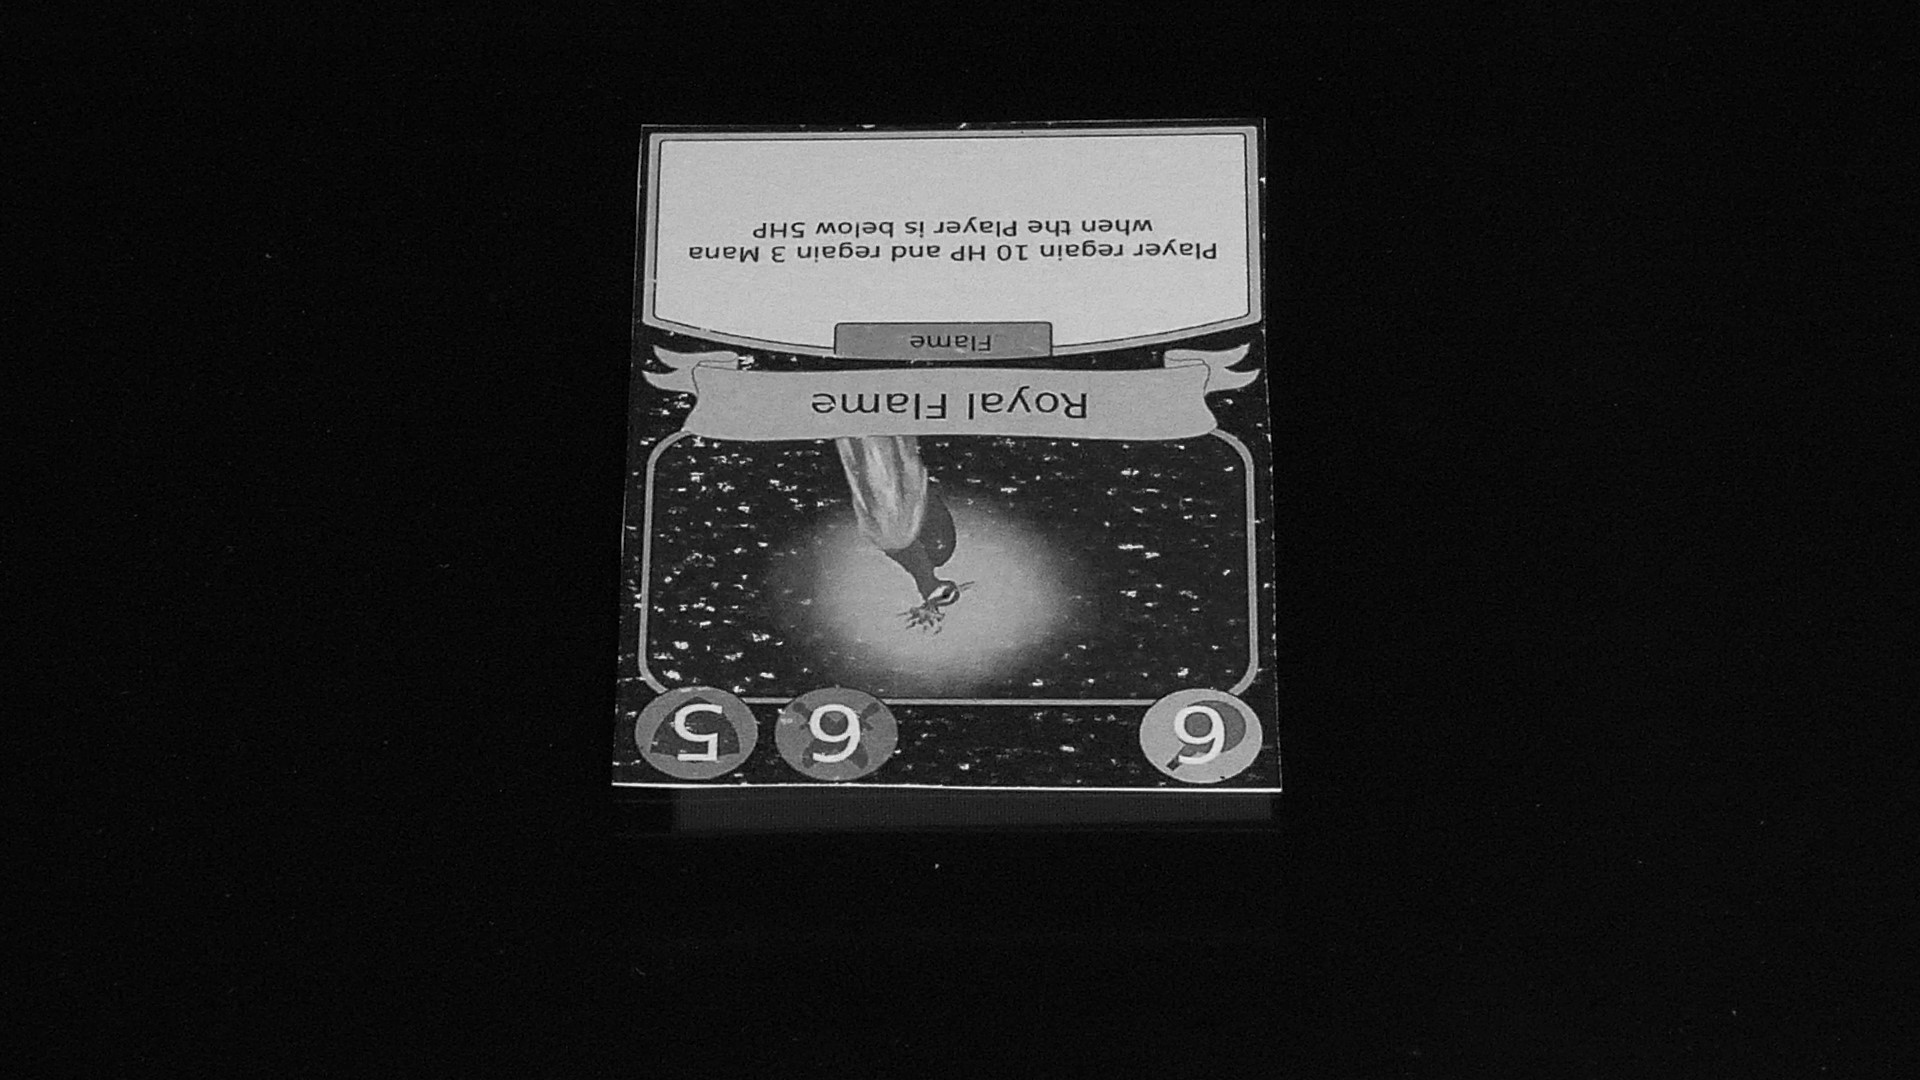 6
6
5
Royal Flame
Flame
Player regain 10 HP and regain 3 Mana
when the Player is below 5HP